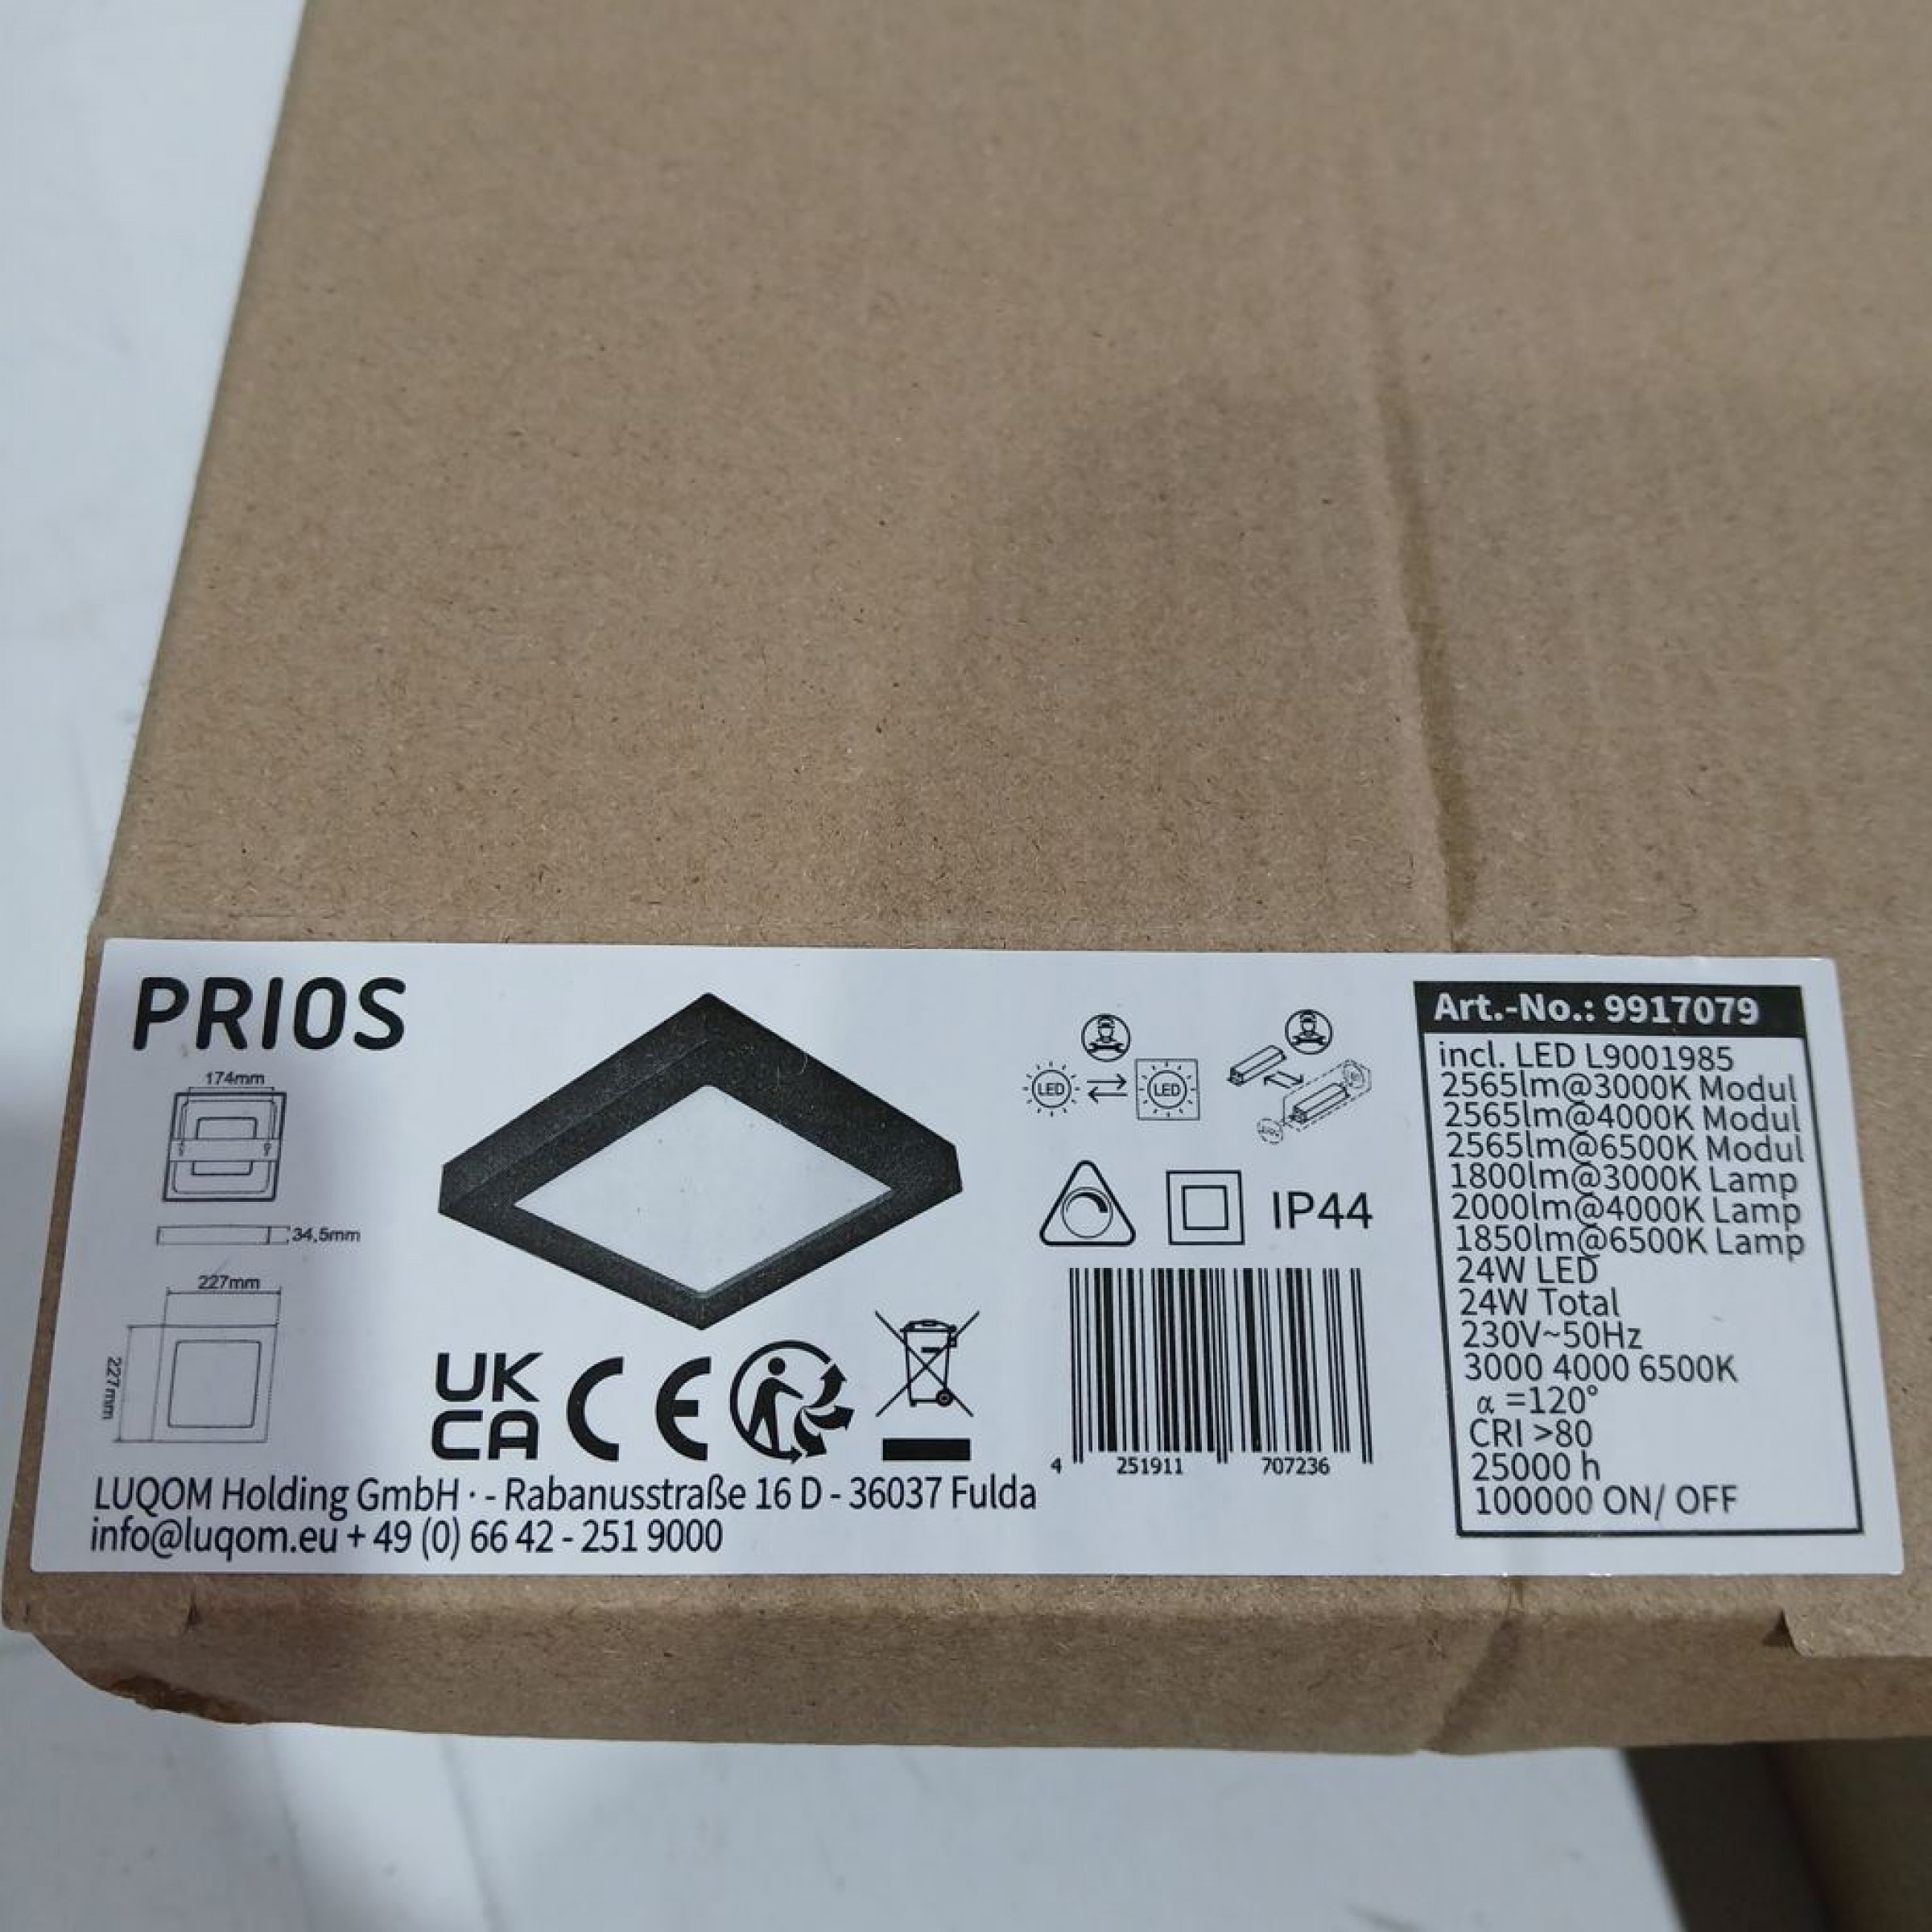 PRIOS
174mm
34,5mm
227mm
227mm
LED
LED
IP44
UK
CA
CE
4 251911 707236
LUQOM Holding GmbH · - Rabanusstraße 16 D - 36037 Fulda
info@luqom.eu + 49 (0) 66 42 - 251 9000
Art.-No.: 9917079
incl. LED L9001985
2565lm@3000K Modul
2565lm@4000K Modul
2565lm@6500K Modul
1800lm@3000K Lamp
2000lm@4000K Lamp
1850lm@6500K Lamp
24W LED
24W Total
230V~50Hz
3000 4000 6500K
α =120°
CRI >80
25000 h
100000 ON/ OFF